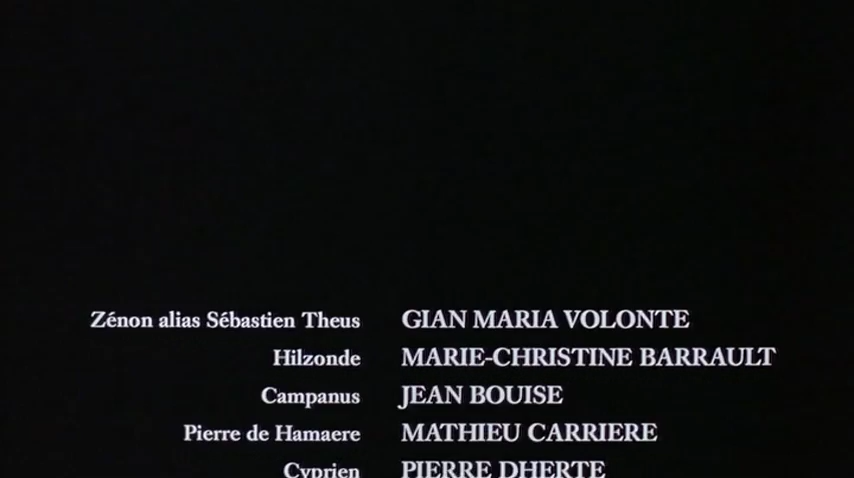 Zénon alias Sébastien Theus GIAN MARIA VOLONTE
Hilzonde MARIE-CHRISTINE BARRAULT
Campanus JEAN BOUISE
Pierre de Hamaere MATHIEU CARRIERE
Cyprien PIERRE DHERTE